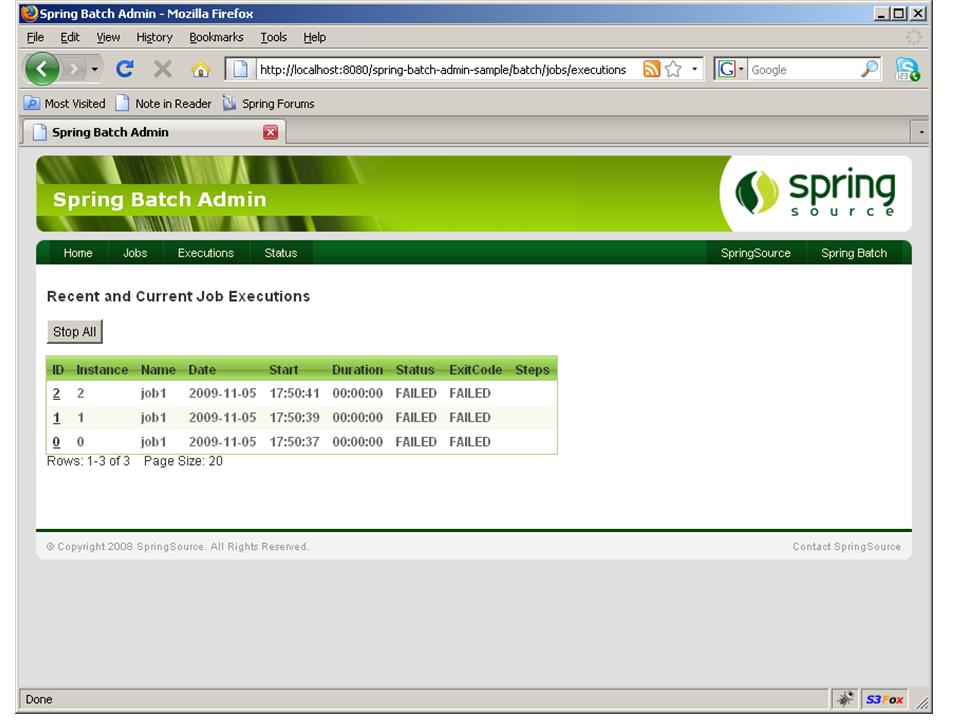 Spring Batch Admin - Mozilla Firefox
File Edit View History Bookmarks Tools Help
http://localhost:8080/spring-batch-admin-sample/batch/jobs/executions G Google 123
Most Visited Note in Reader Spring Forums
Spring Batch Admin
Spring Batch Admin
spring
source
Home Jobs Executions Status SpringSource Spring Batch
Recent and Current Job Executions
Stop All
ID Instance Name Date Start Duration Status ExitCode Steps
2 2 job1 2009-11-05 17:50:41 00:00:00 FAILED FAILED
1 1 job1 2009-11-05 17:50:39 00:00:00 FAILED FAILED
0 0 job1 2009-11-05 17:50:37 00:00:00 FAILED FAILED
Rows: 1-3 of 3 Page Size: 20
© Copyright 2008 SpringSource. All Rights Reserved. Contact SpringSource
Done S3Fox